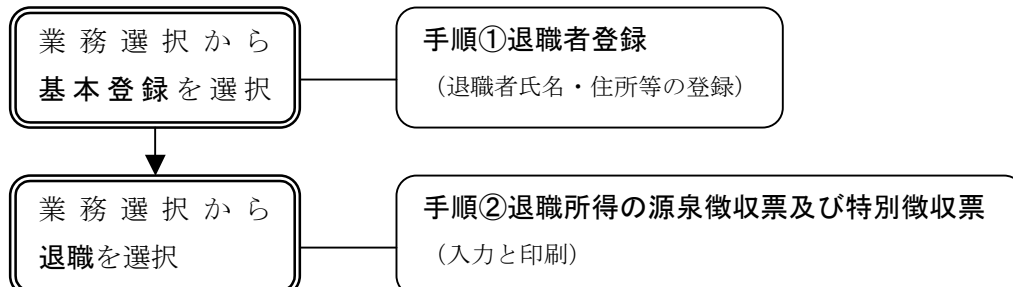 業務選択から
基本登録を選択
手順①退職者登録
（退職者氏名・住所等の登録）
業務選択から
退職を選択
手順②退職所得の源泉徴収票及び特別徴収票
（入力と印刷）